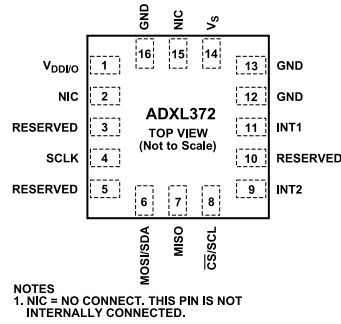 GND
NIC
VS
16
15
14
VDDI/O
1
13
GND
NIC
2
12
GND
ADXL372
TOP VIEW
(Not to Scale)
RESERVED
3
11
INT1
SCLK
4
10
RESERVED
RESERVED
5
9
INT2
6
7
8
MOSI/SDA
MISO
CS/SCL
NOTES
1. NIC = NO CONNECT. THIS PIN IS NOT
INTERNALLY CONNECTED.